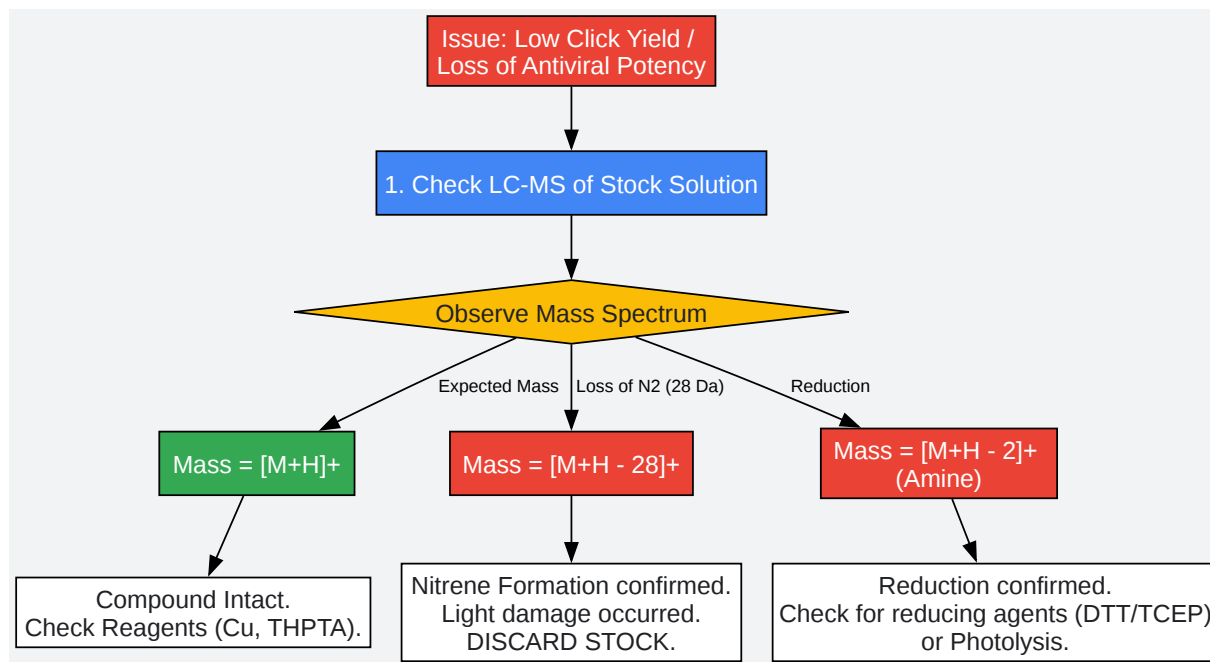 Issue: Low Click Yield /
Loss of Antiviral Potency
1. Check LC-MS of Stock Solution
Observe Mass Spectrum
Expected Mass
Loss of N2 (28 Da)
Reduction
Mass = [M+H]+
Mass = [M+H - 28]+
Mass = [M+H - 2]+
(Amine)
Compound Intact.
Check Reagents (Cu, THPTA).
Nitrene Formation confirmed.
Light damage occurred.
DISCARD STOCK.
Reduction confirmed.
Check for reducing agents (DTT/TCEP)
or Photolysis.